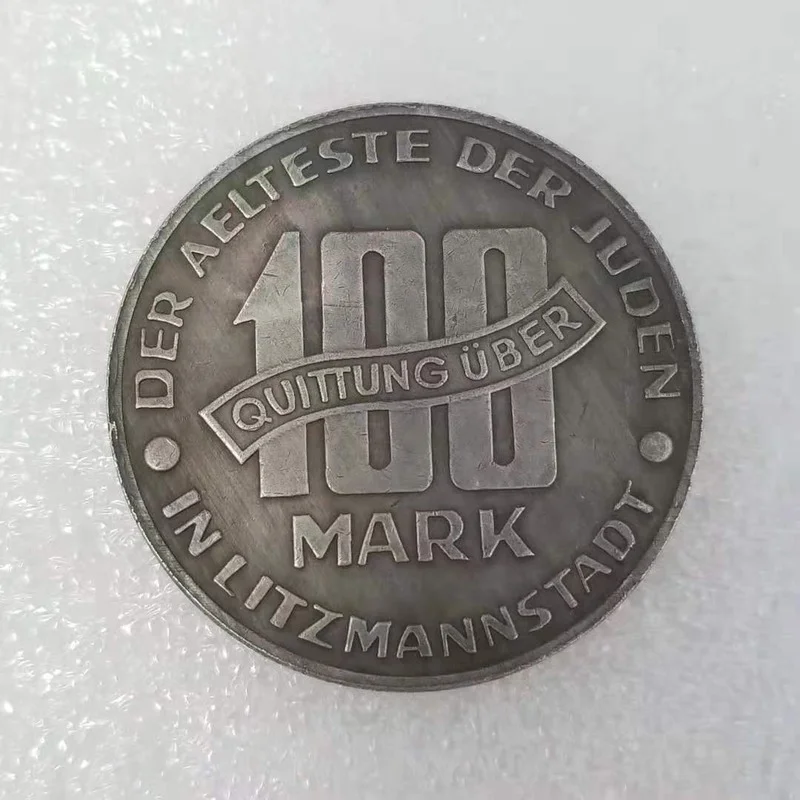 DER AELTESTE DER JUDEN
100
QUITTUNG ÜBER
MARK
IN LITZMANNSTADT